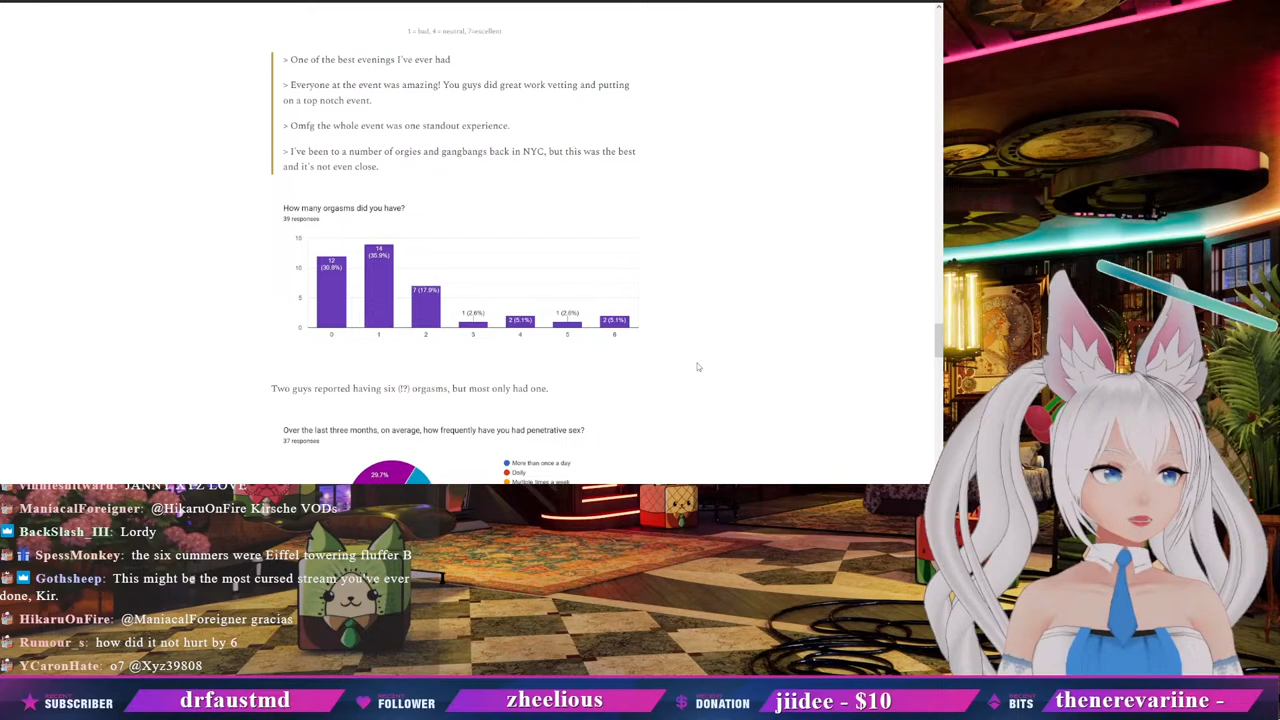 1 = bad, 4 = neutral, 7=excellent
> One of the best evenings I've ever had
> Everyone at the event was amazing! You guys did great work vetting and putting
on a top notch event.
> Omfg the whole event was one standout experience.
> I've been to a number of orgies and gangbangs back in NYC, but this was the best
and it's not even close.
How many orgasms did you have?
39 responses
15
10
5
0
12
(30.8%)
14
(35.9%)
7 (17.9%)
1 (2.6%)
2 (5.1%)
1 (2.6%)
2 (5.1%)
0 1 2 3 4 5 6
Two guys reported having six (!?) orgasms, but most only had one.
Over the last three months, on average, how frequently have you had penetrative sex?
37 responses
29.7%
More than once a day
Daily
Multiple times a week
ManiacalForeigner: @HikaruOnFire Kirsche VODs
BackSlash_III: Lordy
SpessMonkey: the six cummers were Eiffel towering fluffer B
Gothsheep: This might be the most cursed stream you've ever
done, Kir.
HikaruOnFire: @ManiacalForeigner gracias
Rumour_s: how did it not hurt by 6
YCaronHate: o7 @Xyz39808
RECENT SUBSCRIBER drfaustmd
RECENT FOLLOWER zheelious
RECENT DONATION jiidee - $10
RECENT BITS thenerevariine -